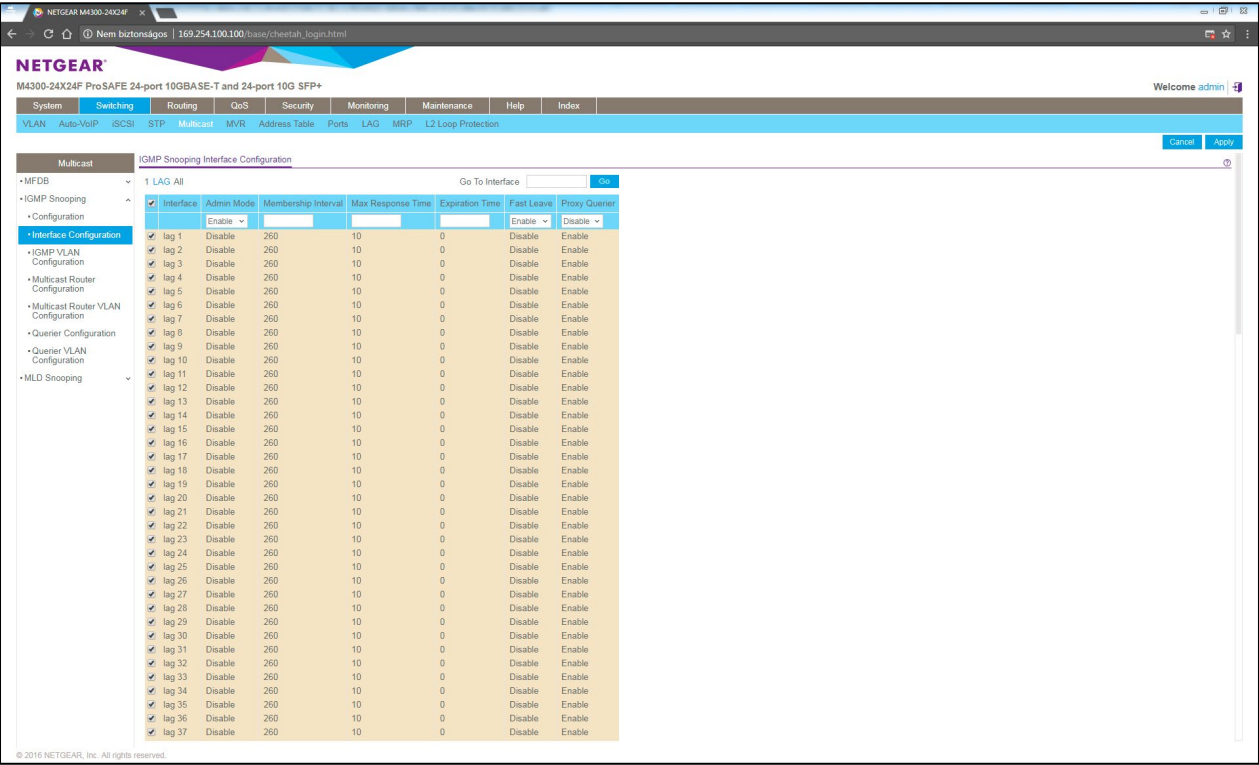 NETGEAR M4300-24X24F
Nem biztonságos | 169.254.100.100/base/cheetah_login.html
NETGEAR®
M4300-24X24F ProSAFE 24-port 10GBASE-T and 24-port 10G SFP+
Welcome admin
System Switching Routing QoS Security Monitoring Maintenance Help Index
VLAN Auto-VoIP iSCSI STP Multicast MVR Address Table Ports LAG MRP L2 Loop Protection
Cancel Apply
Multicast
• MFDB
• IGMP Snooping
• Configuration
• Interface Configuration
• IGMP VLAN
Configuration
• Multicast Router
Configuration
• Multicast Router VLAN
Configuration
• Querier Configuration
• Querier VLAN
Configuration
• MLD Snooping
IGMP Snooping Interface Configuration
1 LAG All Go To Interface Go
Interface Admin Mode Membership Interval Max Response Time Expiration Time Fast Leave Proxy Querier
Enable Enable Disable
lag 1 Disable 260 10 0 Disable Enable
lag 2 Disable 260 10 0 Disable Enable
lag 3 Disable 260 10 0 Disable Enable
lag 4 Disable 260 10 0 Disable Enable
lag 5 Disable 260 10 0 Disable Enable
lag 6 Disable 260 10 0 Disable Enable
lag 7 Disable 260 10 0 Disable Enable
lag 8 Disable 260 10 0 Disable Enable
lag 9 Disable 260 10 0 Disable Enable
lag 10 Disable 260 10 0 Disable Enable
lag 11 Disable 260 10 0 Disable Enable
lag 12 Disable 260 10 0 Disable Enable
lag 13 Disable 260 10 0 Disable Enable
lag 14 Disable 260 10 0 Disable Enable
lag 15 Disable 260 10 0 Disable Enable
lag 16 Disable 260 10 0 Disable Enable
lag 17 Disable 260 10 0 Disable Enable
lag 18 Disable 260 10 0 Disable Enable
lag 19 Disable 260 10 0 Disable Enable
lag 20 Disable 260 10 0 Disable Enable
lag 21 Disable 260 10 0 Disable Enable
lag 22 Disable 260 10 0 Disable Enable
lag 23 Disable 260 10 0 Disable Enable
lag 24 Disable 260 10 0 Disable Enable
lag 25 Disable 260 10 0 Disable Enable
lag 26 Disable 260 10 0 Disable Enable
lag 27 Disable 260 10 0 Disable Enable
lag 28 Disable 260 10 0 Disable Enable
lag 29 Disable 260 10 0 Disable Enable
lag 30 Disable 260 10 0 Disable Enable
lag 31 Disable 260 10 0 Disable Enable
lag 32 Disable 260 10 0 Disable Enable
lag 33 Disable 260 10 0 Disable Enable
lag 34 Disable 260 10 0 Disable Enable
lag 35 Disable 260 10 0 Disable Enable
lag 36 Disable 260 10 0 Disable Enable
lag 37 Disable 260 10 0 Disable Enable
© 2016 NETGEAR, Inc. All rights reserved.